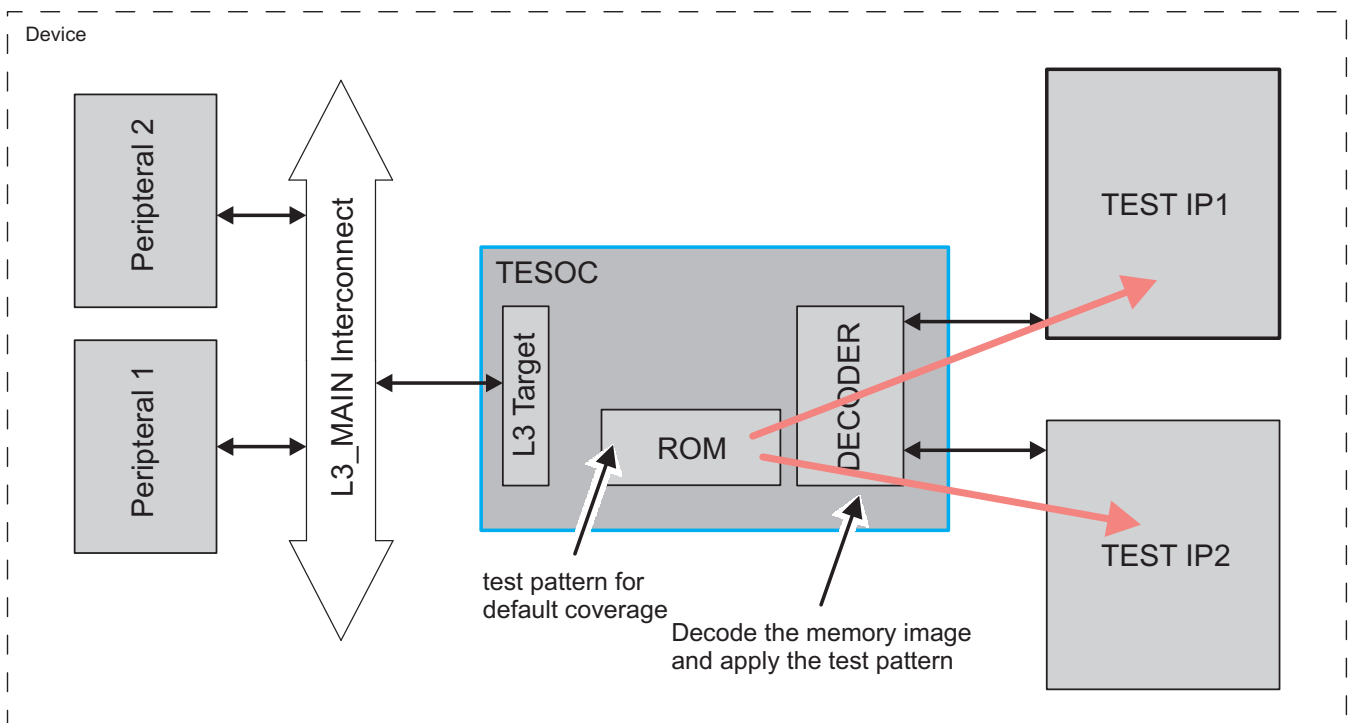 Device
Peripteral 2
Peripteral 1
L3_MAIN Interconnect
TESOC
L3 Target
ROM
DECODER
TEST IP1
TEST IP2
test pattern for
default coverage
Decode the memory image
and apply the test pattern